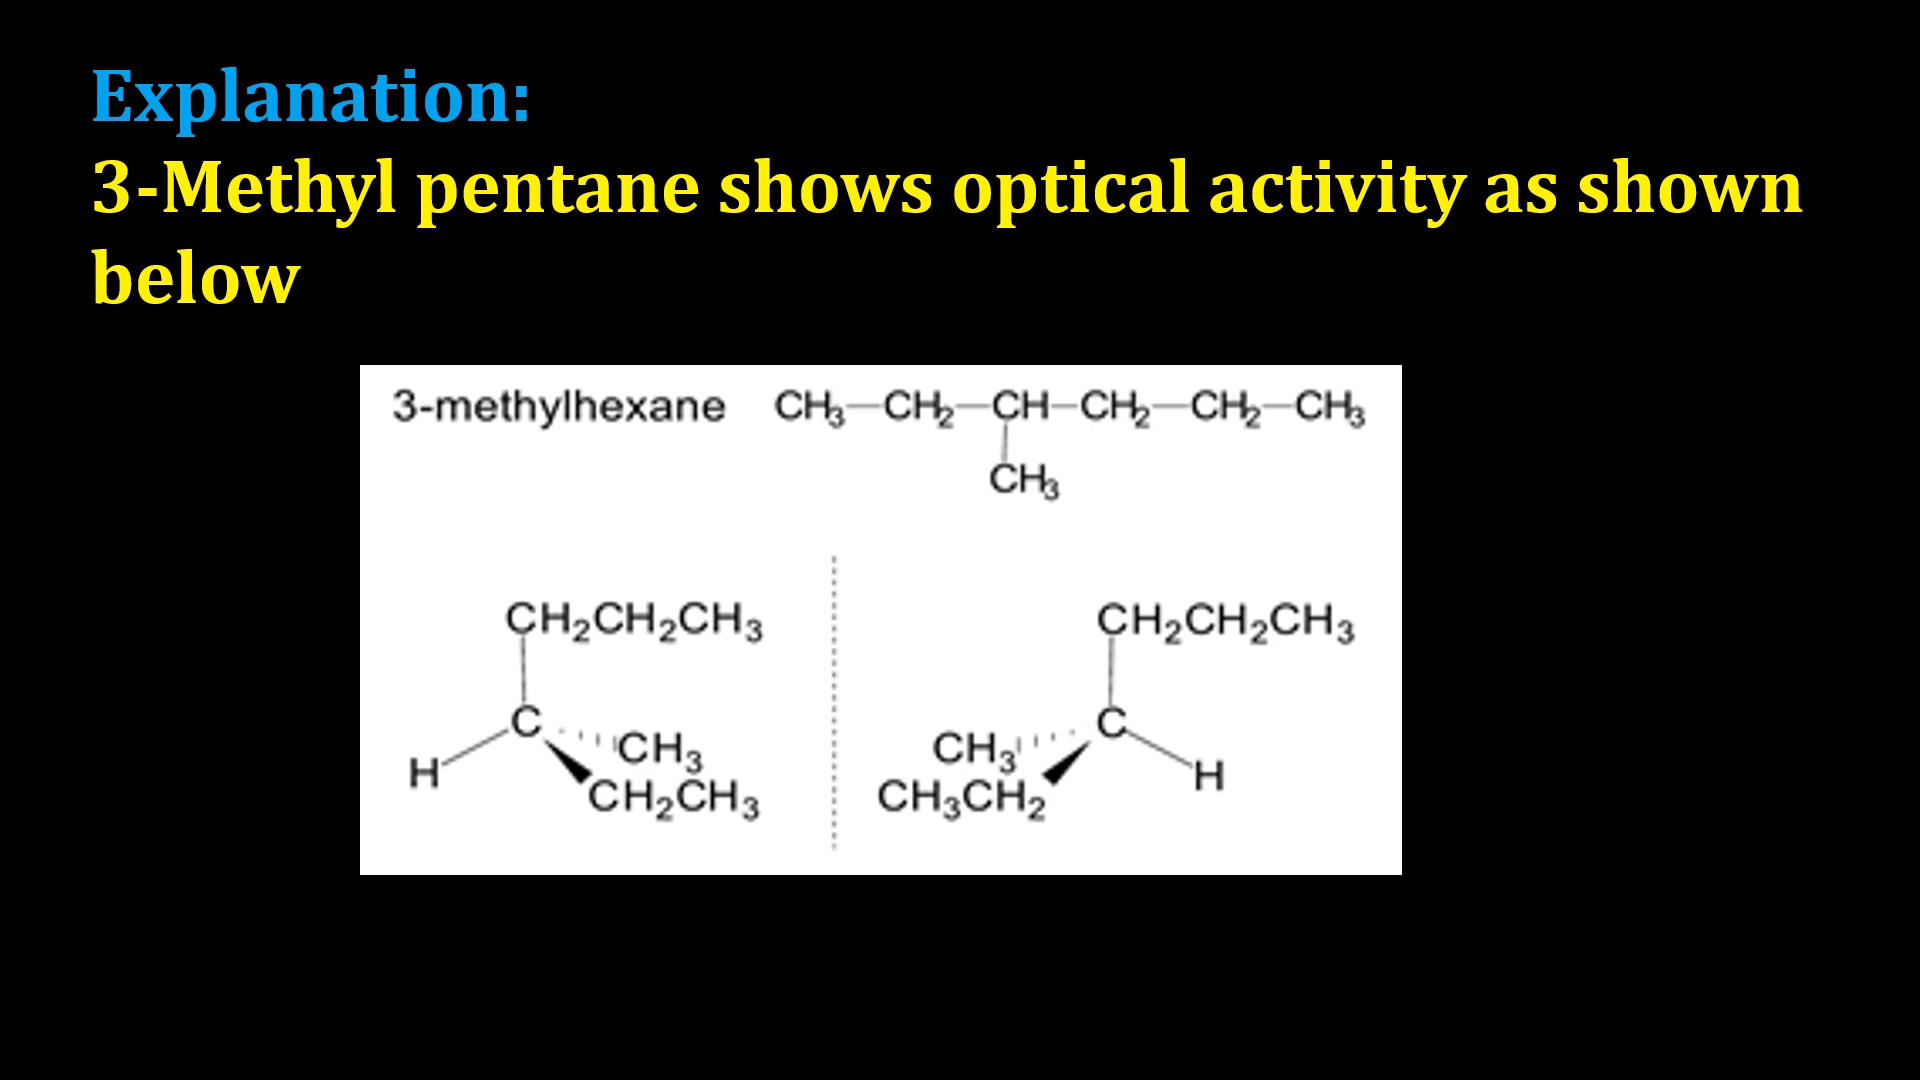 Explanation:
3-Methyl pentane shows optical activity as shown
below
3-methylhexane CH₃—CH₂—CH—CH₂—CH₂—CH₃
CH₃
CH₂CH₂CH₃ CH₂CH₂CH₃
C C
H CH₃ CH₃ H
CH₂CH₃ CH₃CH₂